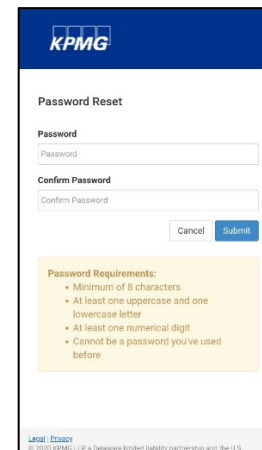 KPMG
Password Reset
Password
Password
Confirm Password
Confirm Password
Cancel Submit
Password Requirements:
• Minimum of 8 characters
• At least one uppercase and one
lowercase letter
• At least one numerical digit
• Cannot be a password you've used
before
Legal | Privacy
© 2020 KPMG LLP, a Delaware limited liability partnership and the U.S.